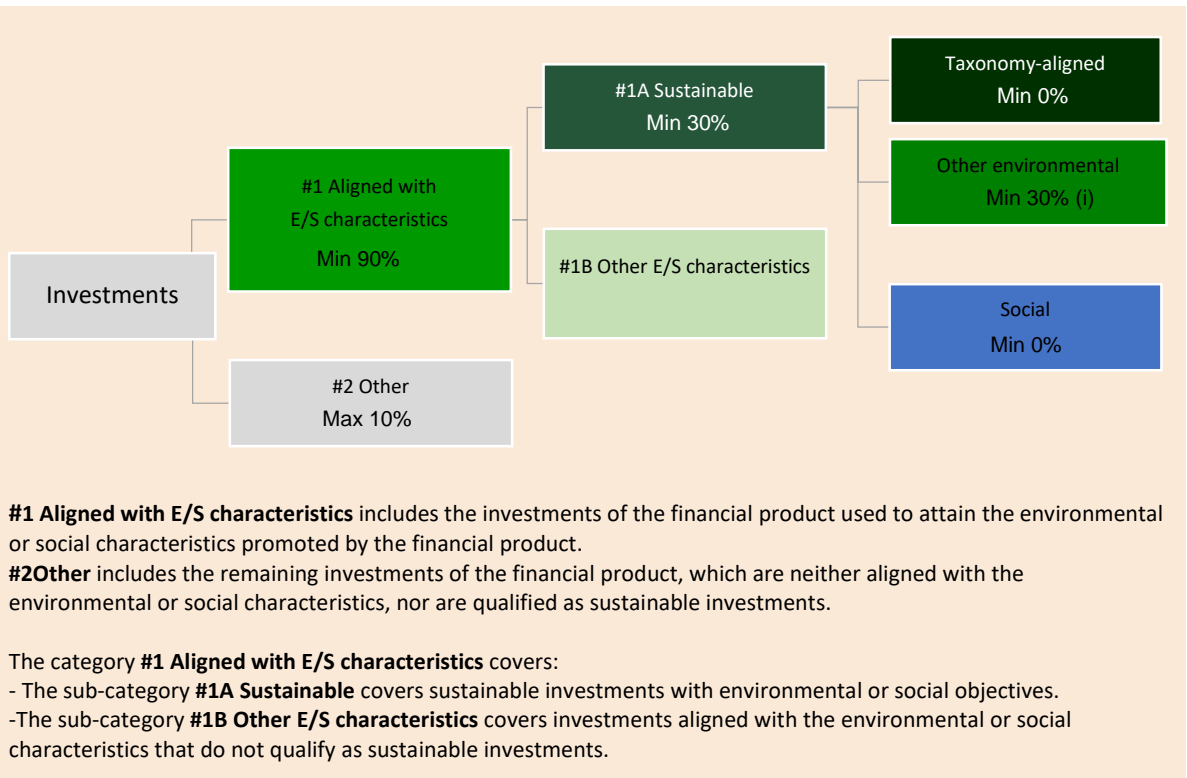 Investments
#1 Aligned with
E/S characteristics
Min 90%
#2 Other
Max 10%
#1A Sustainable
Min 30%
#1B Other E/S characteristics
Taxonomy-aligned
Min 0%
Other environmental
Min 30% (i)
Social
Min 0%
#1 Aligned with E/S characteristics includes the investments of the financial product used to attain the environmental
or social characteristics promoted by the financial product.
#2Other includes the remaining investments of the financial product, which are neither aligned with the
environmental or social characteristics, nor are qualified as sustainable investments.
The category #1 Aligned with E/S characteristics covers:
- The sub-category #1A Sustainable covers sustainable investments with environmental or social objectives.
-The sub-category #1B Other E/S characteristics covers investments aligned with the environmental or social
characteristics that do not qualify as sustainable investments.